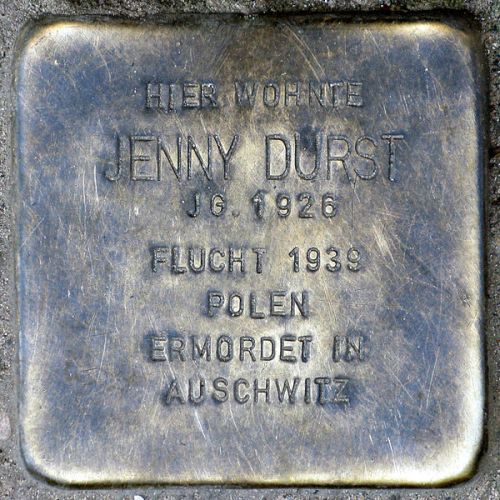 HIER WOHNTE
JENNY DURST
JG. 1926
FLUCHT 1939
POLEN
ERMORDET IN
AUSCHWITZ